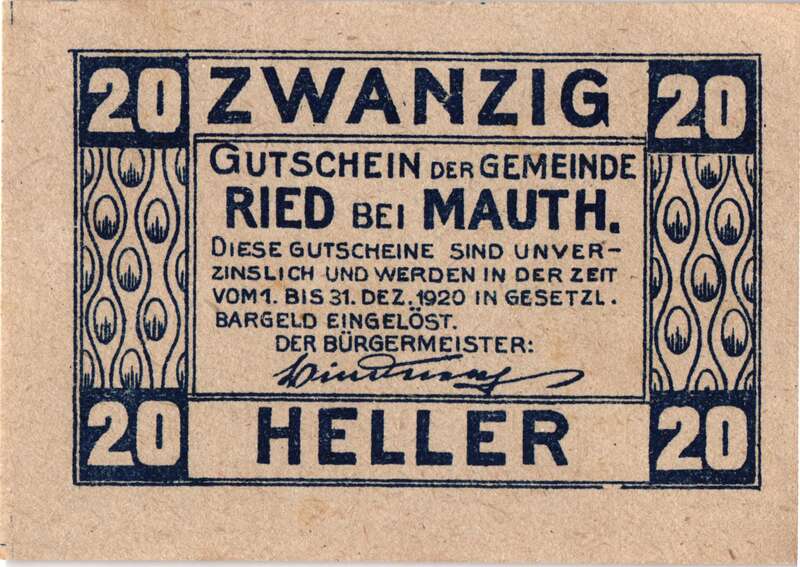 20 ZWANZIG 20
GUTSCHEIN DER GEMEINDE
RIED BEI MAUTH.
DIESE GUTSCHEINE SIND UNVER-
ZINSLICH UND WERDEN IN DER ZEIT
VOM 1. BIS 31. DEZ. 1920 IN GESETZL.
BARGELD EINGELÖST.
DER BÜRGERMEISTER:
20 HELLER 20